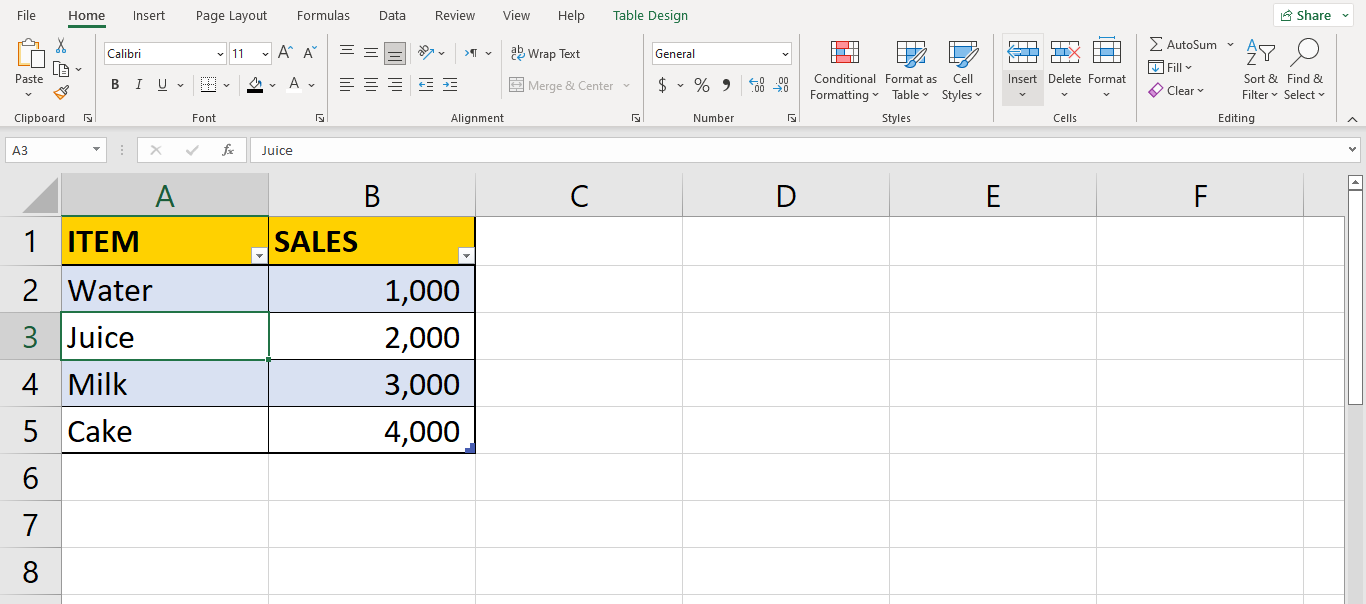 File Home Insert Page Layout Formulas Data Review View Help Table Design Share
Calibri 11 A A ab Wrap Text General AutoSum
Paste B I U A Merge & Center $ % Conditional Formatting Format as Table Cell Styles Insert Delete Format Fill Sort & Filter Find & Select
Clear
Clipboard Font Alignment Number Styles Cells Editing
A3 fx Juice
A B C D E F
1 ITEM SALES
2 Water 1,000
3 Juice 2,000
4 Milk 3,000
5 Cake 4,000
6
7
8